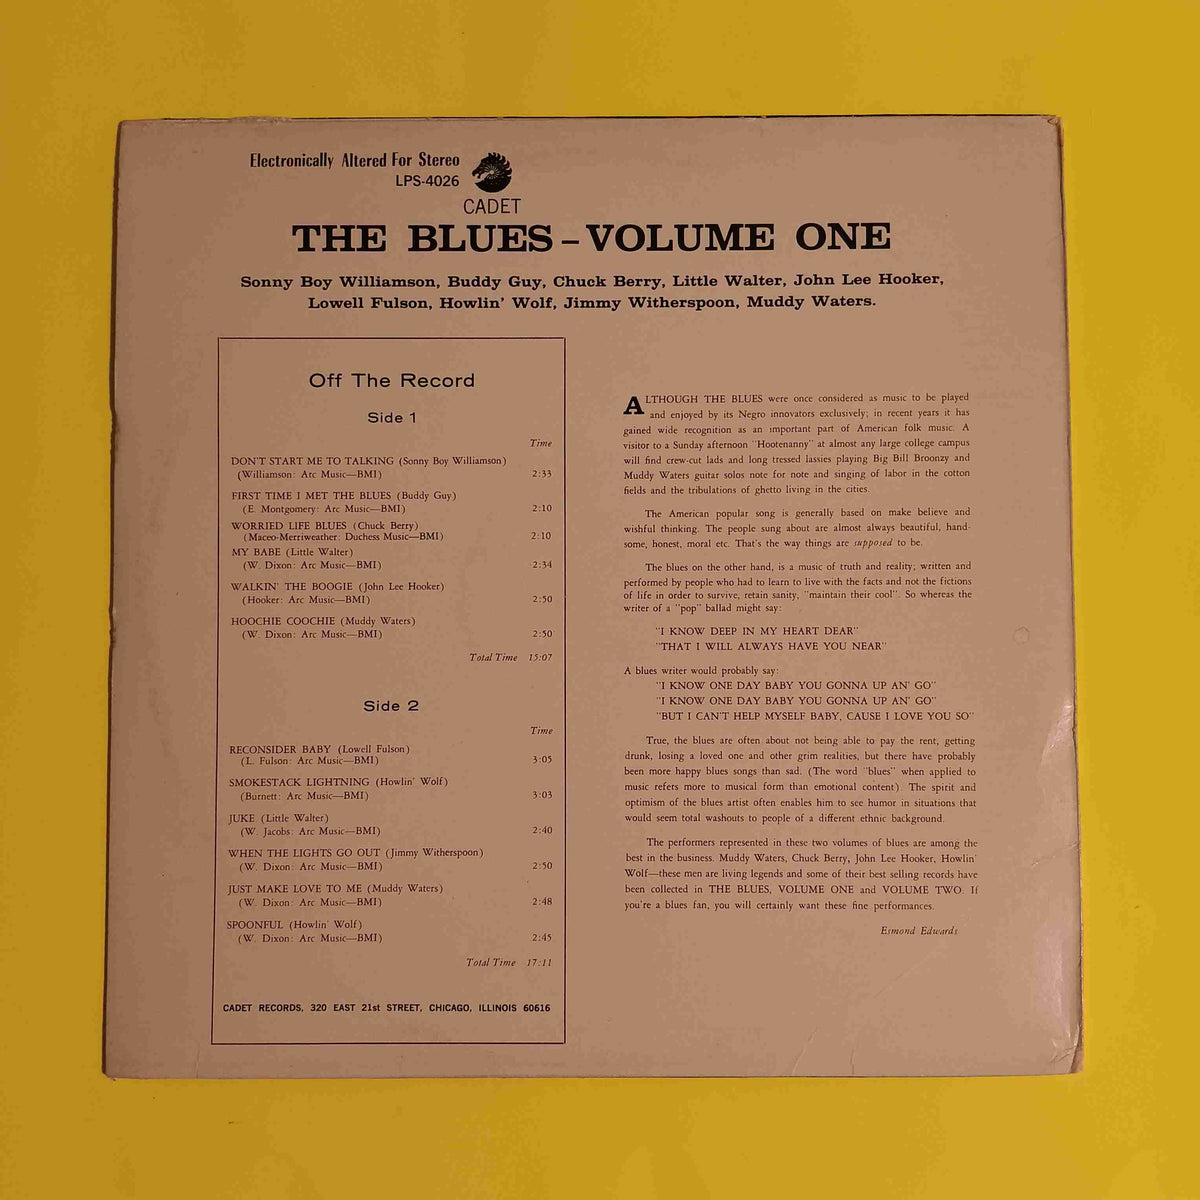 Electronically Altered For Stereo
LPS-4026
CADET
THE BLUES – VOLUME ONE
Sonny Boy Williamson, Buddy Guy, Chuck Berry, Little Walter, John Lee Hooker,
Lowell Fulson, Howlin' Wolf, Jimmy Witherspoon, Muddy Waters.
Off The Record
Side 1
Time
DON'T START ME TO TALKING (Sonny Boy Williamson)
(Williamson: Arc Music—BMI) 2:33
FIRST TIME I MET THE BLUES (Buddy Guy)
(E. Montgomery: Arc Music—BMI) 2:10
WORRIED LIFE BLUES (Chuck Berry)
(Maceo-Merriweather: Duchess Music—BMI) 2:10
MY BABE (Little Walter)
(W. Dixon: Arc Music—BMI) 2:34
WALKIN' THE BOOGIE (John Lee Hooker)
(Hooker: Arc Music—BMI) 2:50
HOOCHIE COOCHIE (Muddy Waters)
(W. Dixon: Arc Music—BMI) 2:50
Total Time 15:07
Side 2
Time
RECONSIDER BABY (Lowell Fulson)
(L. Fulson: Arc Music—BMI) 3:05
SMOKESTACK LIGHTNING (Howlin' Wolf)
(Burnett: Arc Music—BMI) 3:03
JUKE (Little Walter)
(W. Jacobs: Arc Music—BMI) 2:40
WHEN THE LIGHTS GO OUT (Jimmy Witherspoon)
(W. Dixon: Arc Music—BMI) 2:50
JUST MAKE LOVE TO ME (Muddy Waters)
(W. Dixon: Arc Music—BMI) 2:48
SPOONFUL (Howlin' Wolf)
(W. Dixon: Arc Music—BMI) 2:45
Total Time 17:11
CADET RECORDS, 320 EAST 21st STREET, CHICAGO, ILLINOIS 60616
ALTHOUGH THE BLUES were once considered as music to be played
and enjoyed by its Negro innovators exclusively; in recent years it has
gained wide recognition as an important part of American folk music. A
visitor to a Sunday afternoon "Hootenanny" at almost any large college campus
will find crew-cut lads and long tressed lassies playing Big Bill Broonzy and
Muddy Waters guitar solos note for note and singing of labor in the cotton
fields and the tribulations of ghetto living in the cities.
The American popular song is generally based on make believe and
wishful thinking. The people sung about are almost always beautiful, hand-
some, honest, moral etc. That's the way things are supposed to be.
The blues on the other hand, is a music of truth and reality; written and
performed by people who had to learn to live with the facts and not the fictions
of life in order to survive, retain sanity, "maintain their cool". So whereas the
writer of a "pop" ballad might say:
"I KNOW DEEP IN MY HEART DEAR"
"THAT I WILL ALWAYS HAVE YOU NEAR"
A blues writer would probably say:
"I KNOW ONE DAY BABY YOU GONNA UP AN' GO"
"I KNOW ONE DAY BABY YOU GONNA UP AN' GO"
"BUT I CAN'T HELP MYSELF BABY, CAUSE I LOVE YOU SO"
True, the blues are often about not being able to pay the rent, getting
drunk, losing a loved one and other grim realities, but there have probably
been more happy blues songs than sad. (The word "blues" when applied to
music refers more to musical form than emotional content). The spirit and
optimism of the blues artist often enables him to see humor in situations that
would seem total washouts to people of a different ethnic background.
The performers represented in these two volumes of blues are among the
best in the business. Muddy Waters, Chuck Berry, John Lee Hooker, Howlin'
Wolf—these men are living legends and some of their best selling records have
been collected in THE BLUES, VOLUME ONE and VOLUME TWO. If
you're a blues fan, you will certainly want these fine performances.
Esmond Edwards